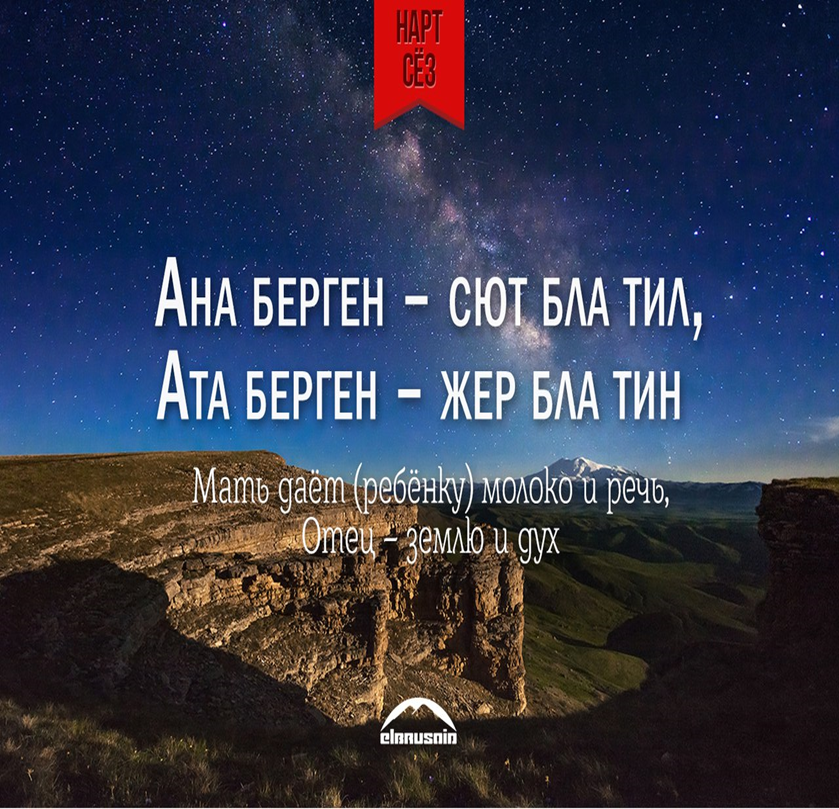 НАРТ
СЁЗ
Ана берген – сют бла тил,
Ата берген – жер бла тин
Мать даёт (ребёнку) молоко и речь,
Отец – землю и дух
elbrusoid